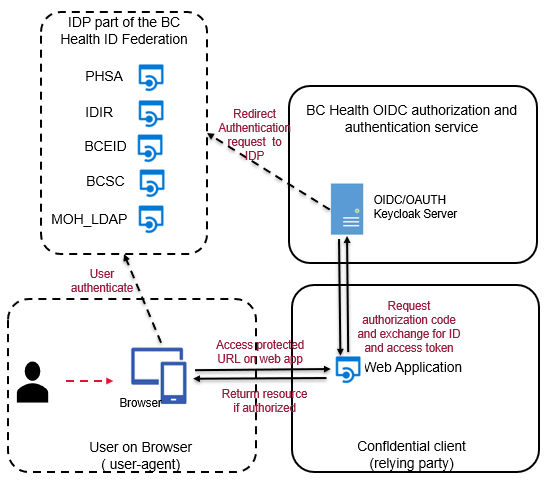 IDP part of the BC
Health ID Federation
PHSA
IDIR
BCEID
BCSC
MOH_LDAP
Redirect
Authentication
request to
IDP
BC Health OIDC authorization and
authentication service
OIDC/OAUTH
Keycloak Server
User
authenticate
Request
authorization code
and exchange for ID
and access token
Access protected
URL on web app
Web Application
Return resource
if authorized
Browser
User on Browser
( user-agent)
Confidential client
(relying party)